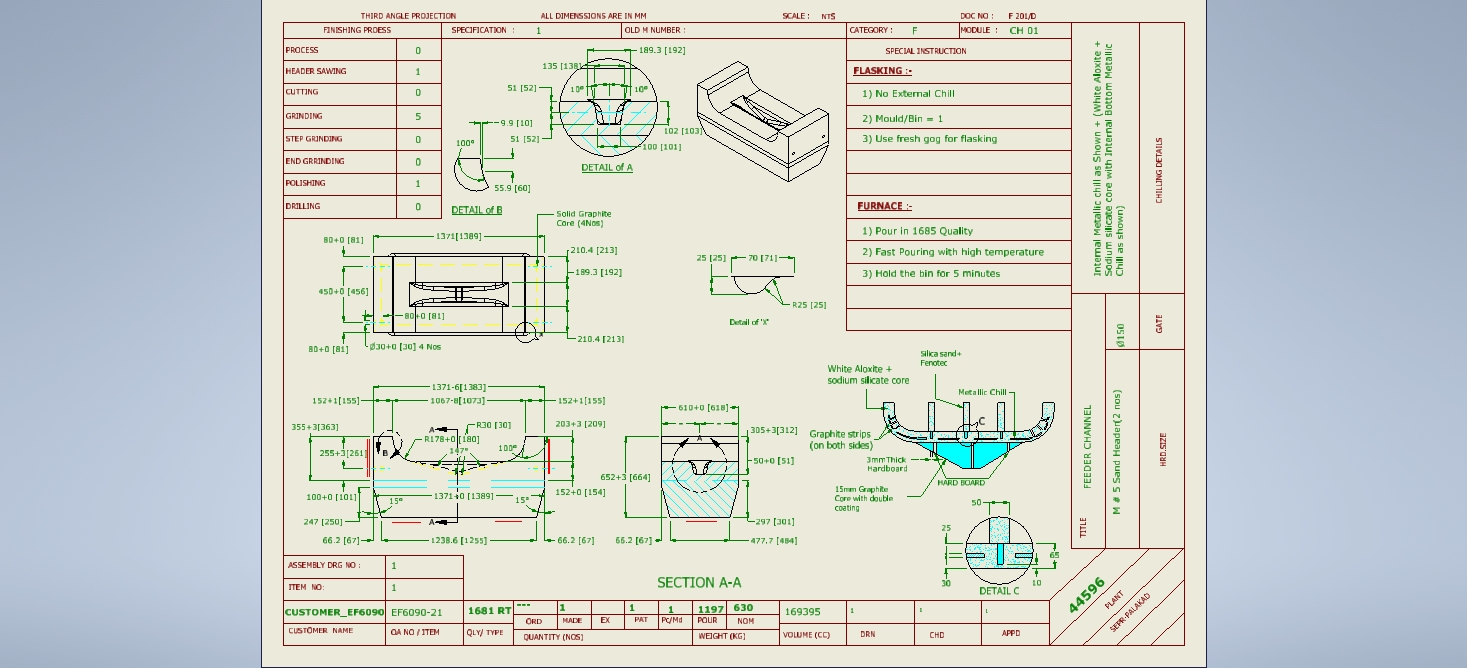 THIRD ANGLE PROJECTION
ALL DIMENSSIONS ARE IN MM
SCALE : NTS
DOC NO : F 201/D
FINISHING PROESS
SPECIFICATION : 1
OLD M NUMBER :
CATEGORY : F
MODULE : CH 01
PROCESS 0
HEADER SAWING 1
CUTTING 0
GRINDING 5
STEP GRINDING 0
END GRRINDING 0
POLISHING 1
DRILLING 0
189.3 [192]
135 [138]
10° 10°
51 [52]
51 [52]
102 [103]
100 [101]
DETAIL of A
9.9 [10]
100°
55.9 [60]
DETAIL of B
SPECIAL INSTRUCTION
FLASKING :-
1) No External Chill
2) Mould/Bin = 1
3) Use fresh gog for flasking
FURNACE :-
1) Pour in 1685 Quality
2) Fast Pouring with high temperature
3) Hold the bin for 5 minutes
Internal Metallic chill as Shown + (White Aloxite +
Sodium silicate core with Internal Bottom Metallic
Chill as shown)
CHILLING DETAILS
Ø150
GATE
FEEDER CHANNEL
TITLE
M # 5 Sand Header(2 nos)
HRD.SIZE
Solid Graphite
Core (4Nos)
1371[1389]
80+0 [81]
210.4 [213]
189.3 [192]
450+0 [456]
80+0 [81]
210.4 [213]
80+0 [81]
Ø30+0 [30] 4 Nos
25 [25]
70 [71]
R25 [25]
Detail of "X"
1371-6[1383]
152+1[155]
1067-8[1073]
152+1[155]
355+3[363]
A
R30 [30]
203+3 [209]
R178+0 [180]
255+3[261]
B
147°
100°
100+0 [101]
1371+0 [1389]
152+0 [154]
15°
15°
247 [250]
A
66.2 [67]
1238.6 [1255]
66.2 [67]
610+0 [618]
305+3[312]
A
50+0 [51]
652+3 [664]
297 [301]
66.2 [67]
477.7 [484]
SECTION A-A
White Aloxite +
sodium silicate core
Silica sand+
Fenotec
Metallic Chill
C
Graphite strips
(on both sides)
3mmThick
Hardboard
HARD BOARD
15mm Graphite
Core with double
coating
50
25
65
30
10
DETAIL C
ASSEMBLY DRG NO : 1
ITEM NO: 1
CUSTOMER_EF6090
EF6090-21
1681 RT
---
1
1
1
1197
630
169395
1
1
1
CUSTOMER NAME
OA NO / ITEM
QLY/ TYPE
ORD
MADE
EX
PAT
Pc/Md
POUR
NOM
QUANTITY (NOS)
WEIGHT (KG)
VOLUME (CC)
DRN
CHD
APPD
44596
PLANT
SEPR-PALAKAD